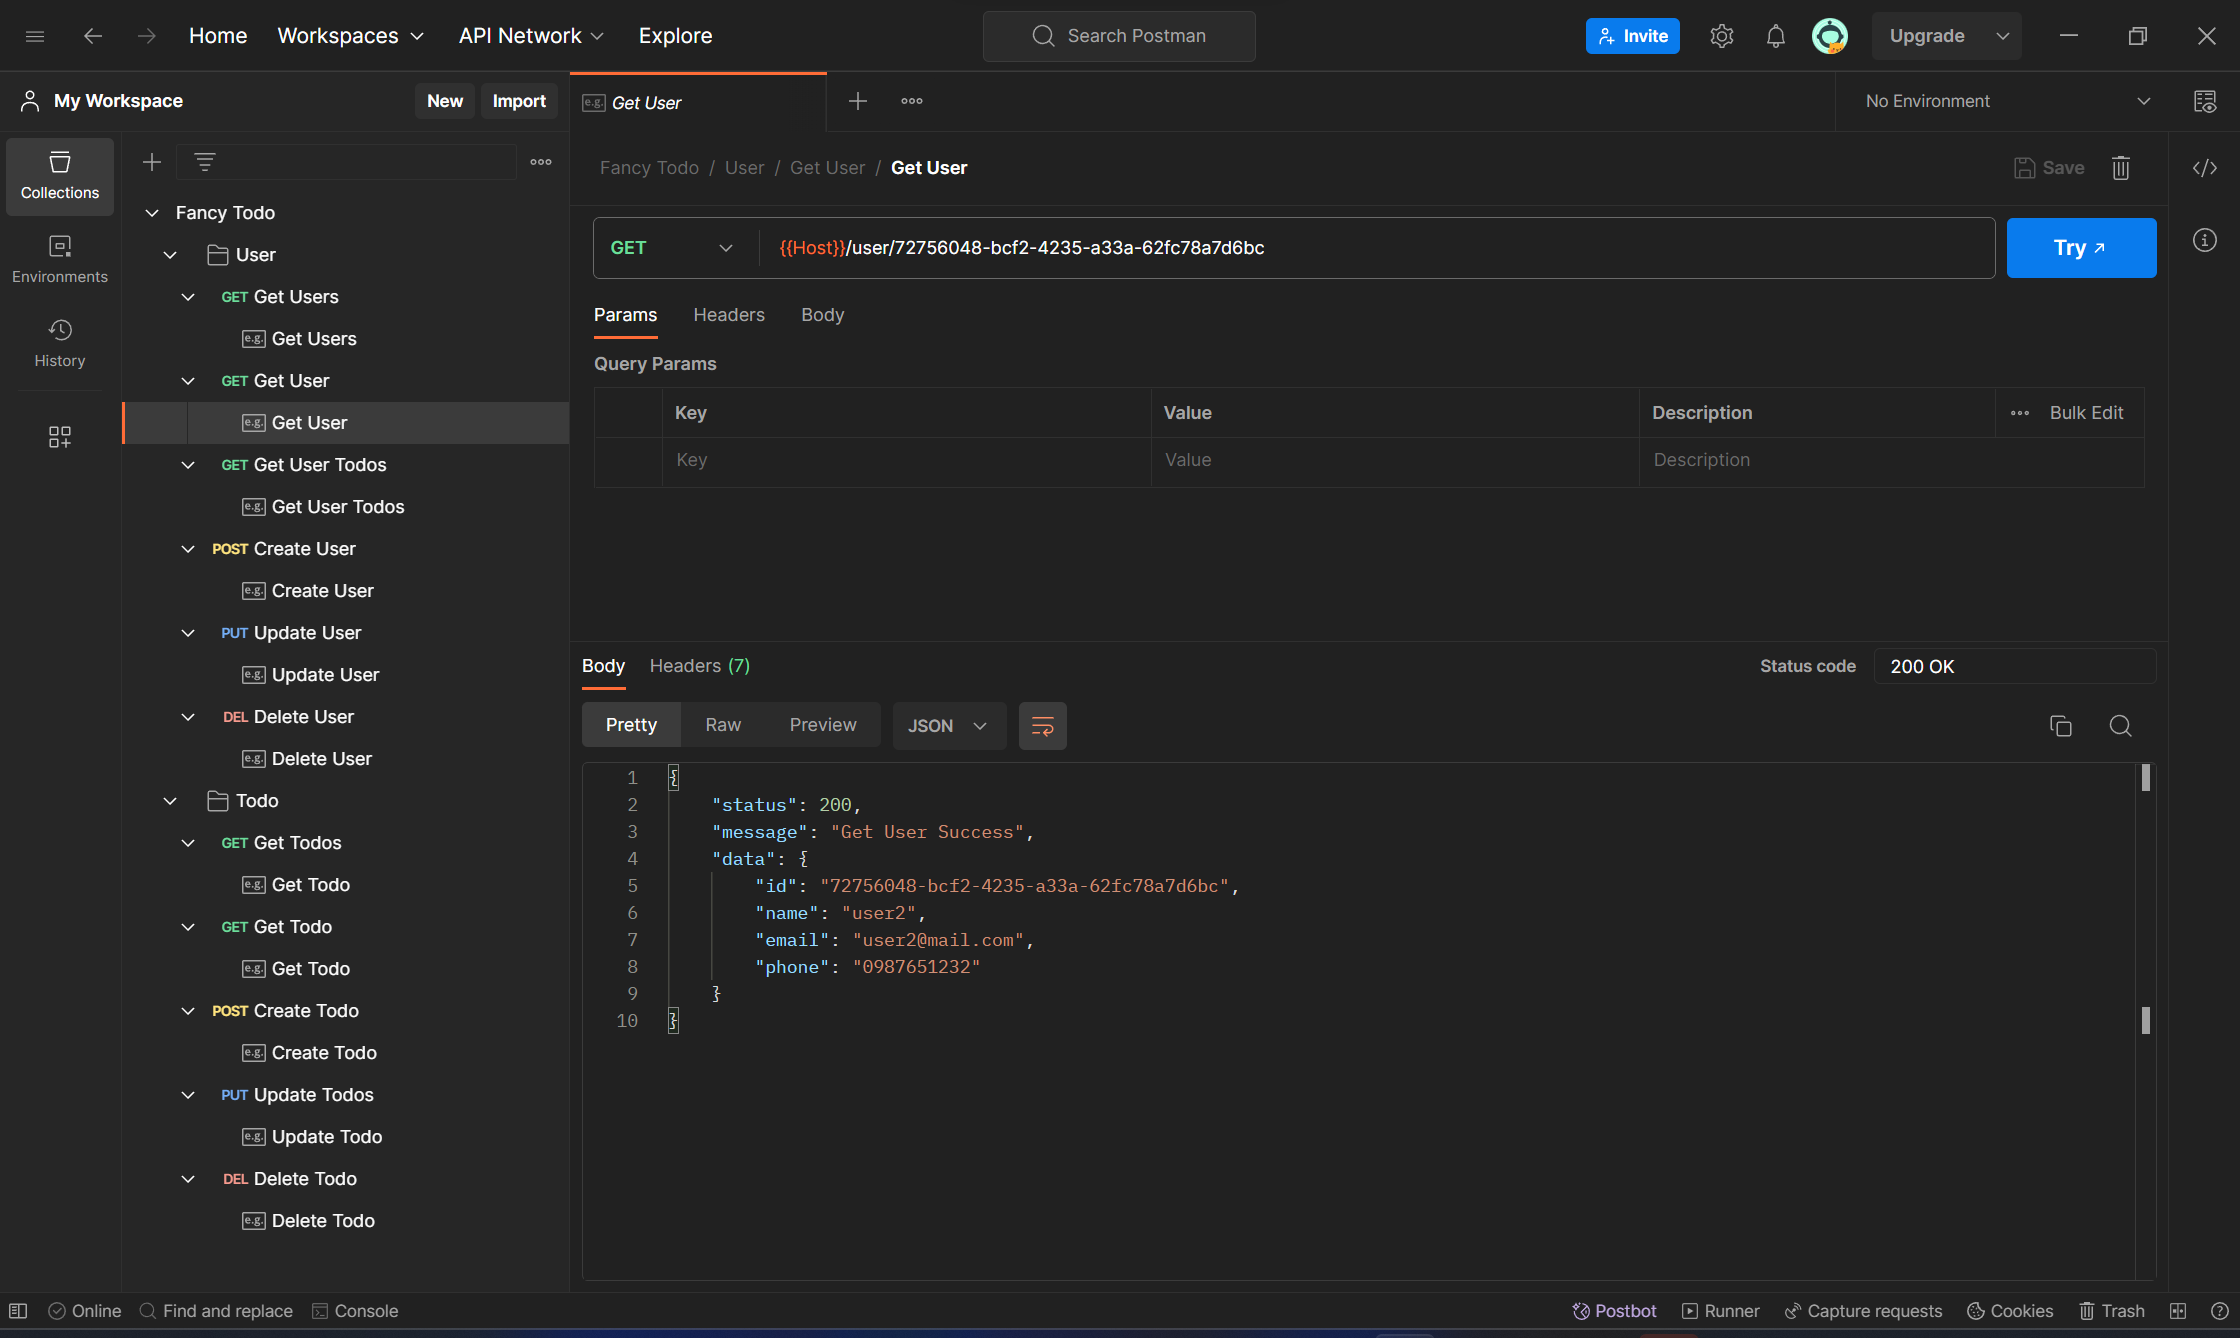 Home Workspaces API Network Explore Search Postman Invite Upgrade
My Workspace New Import
e.g. Get User
No Environment
Collections
Environments
History
Fancy Todo
User
GET Get Users
e.g. Get Users
GET Get User
e.g. Get User
GET Get User Todos
e.g. Get User Todos
POST Create User
e.g. Create User
PUT Update User
e.g. Update User
DEL Delete User
e.g. Delete User
Todo
GET Get Todos
e.g. Get Todo
GET Get Todo
e.g. Get Todo
POST Create Todo
e.g. Create Todo
PUT Update Todos
e.g. Update Todo
DEL Delete Todo
e.g. Delete Todo
Fancy Todo / User / Get User / Get User
Save
GET {{Host}}/user/72756048-bcf2-4235-a33a-62fc78a7d6bc
Try
Params Headers Body
Query Params
Key Value Description Bulk Edit
Key Value Description
Body Headers (7)
Status code 200 OK
Pretty Raw Preview JSON
1 {
2 "status": 200,
3 "message": "Get User Success",
4 "data": {
5 "id": "72756048-bcf2-4235-a33a-62fc78a7d6bc",
6 "name": "user2",
7 "email": "user2@mail.com",
8 "phone": "0987651232"
9 }
10 }
Online Find and replace Console Postbot Runner Capture requests Cookies Trash